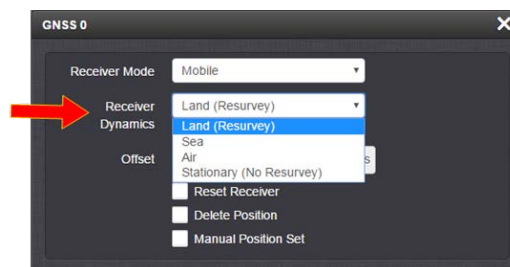 GNSS 0
Receiver Mode
Mobile
Receiver
Dynamics
Land (Resurvey)
Land (Resurvey)
Sea
Air
Stationary (No Resurvey)
Offset
s
Reset Receiver
Delete Position
Manual Position Set